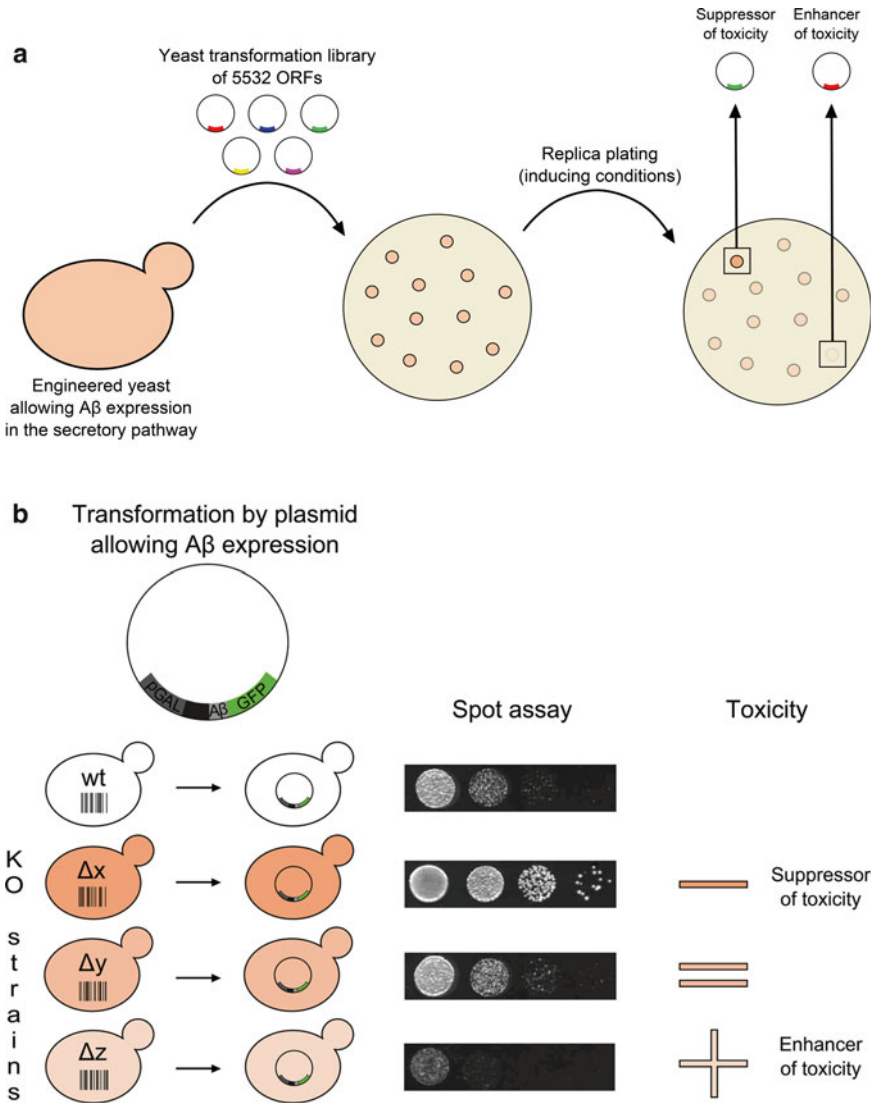 a
Yeast transformation library
of 5532 ORFs
Suppressor
of toxicity
Enhancer
of toxicity
Replica plating
(inducing conditions)
Engineered yeast
allowing Aβ expression
in the secretory pathway
b
Transformation by plasmid
allowing Aβ expression
pGAL
Aβ
GFP
Spot assay
Toxicity
KO strains
wt
Δx
Suppressor
of toxicity
Δy
Δz
Enhancer
of toxicity